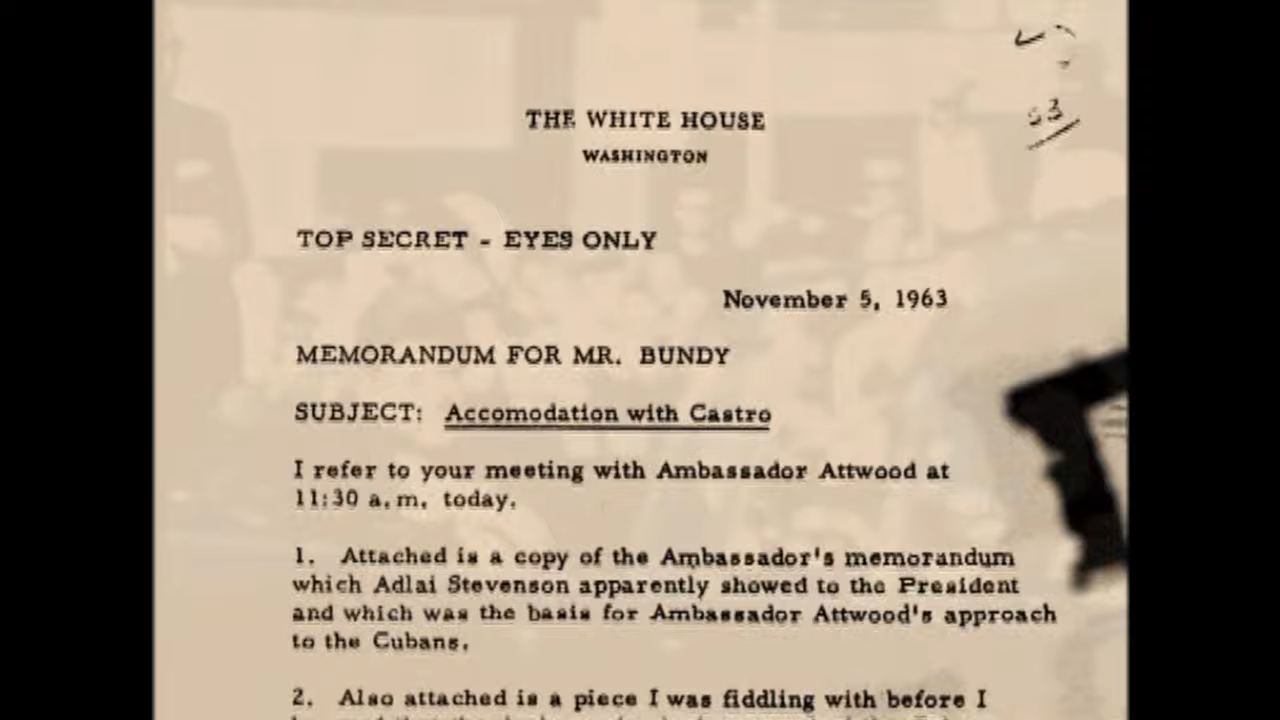 THE WHITE HOUSE
WASHINGTON
TOP SECRET - EYES ONLY
November 5, 1963
MEMORANDUM FOR MR. BUNDY
SUBJECT: Accomodation with Castro
I refer to your meeting with Ambassador Attwood at
11:30 a.m. today.
1. Attached is a copy of the Ambassador's memorandum
which Adlai Stevenson apparently showed to the President
and which was the basis for Ambassador Attwood's approach
to the Cubans.
2. Also attached is a piece I was fiddling with before I